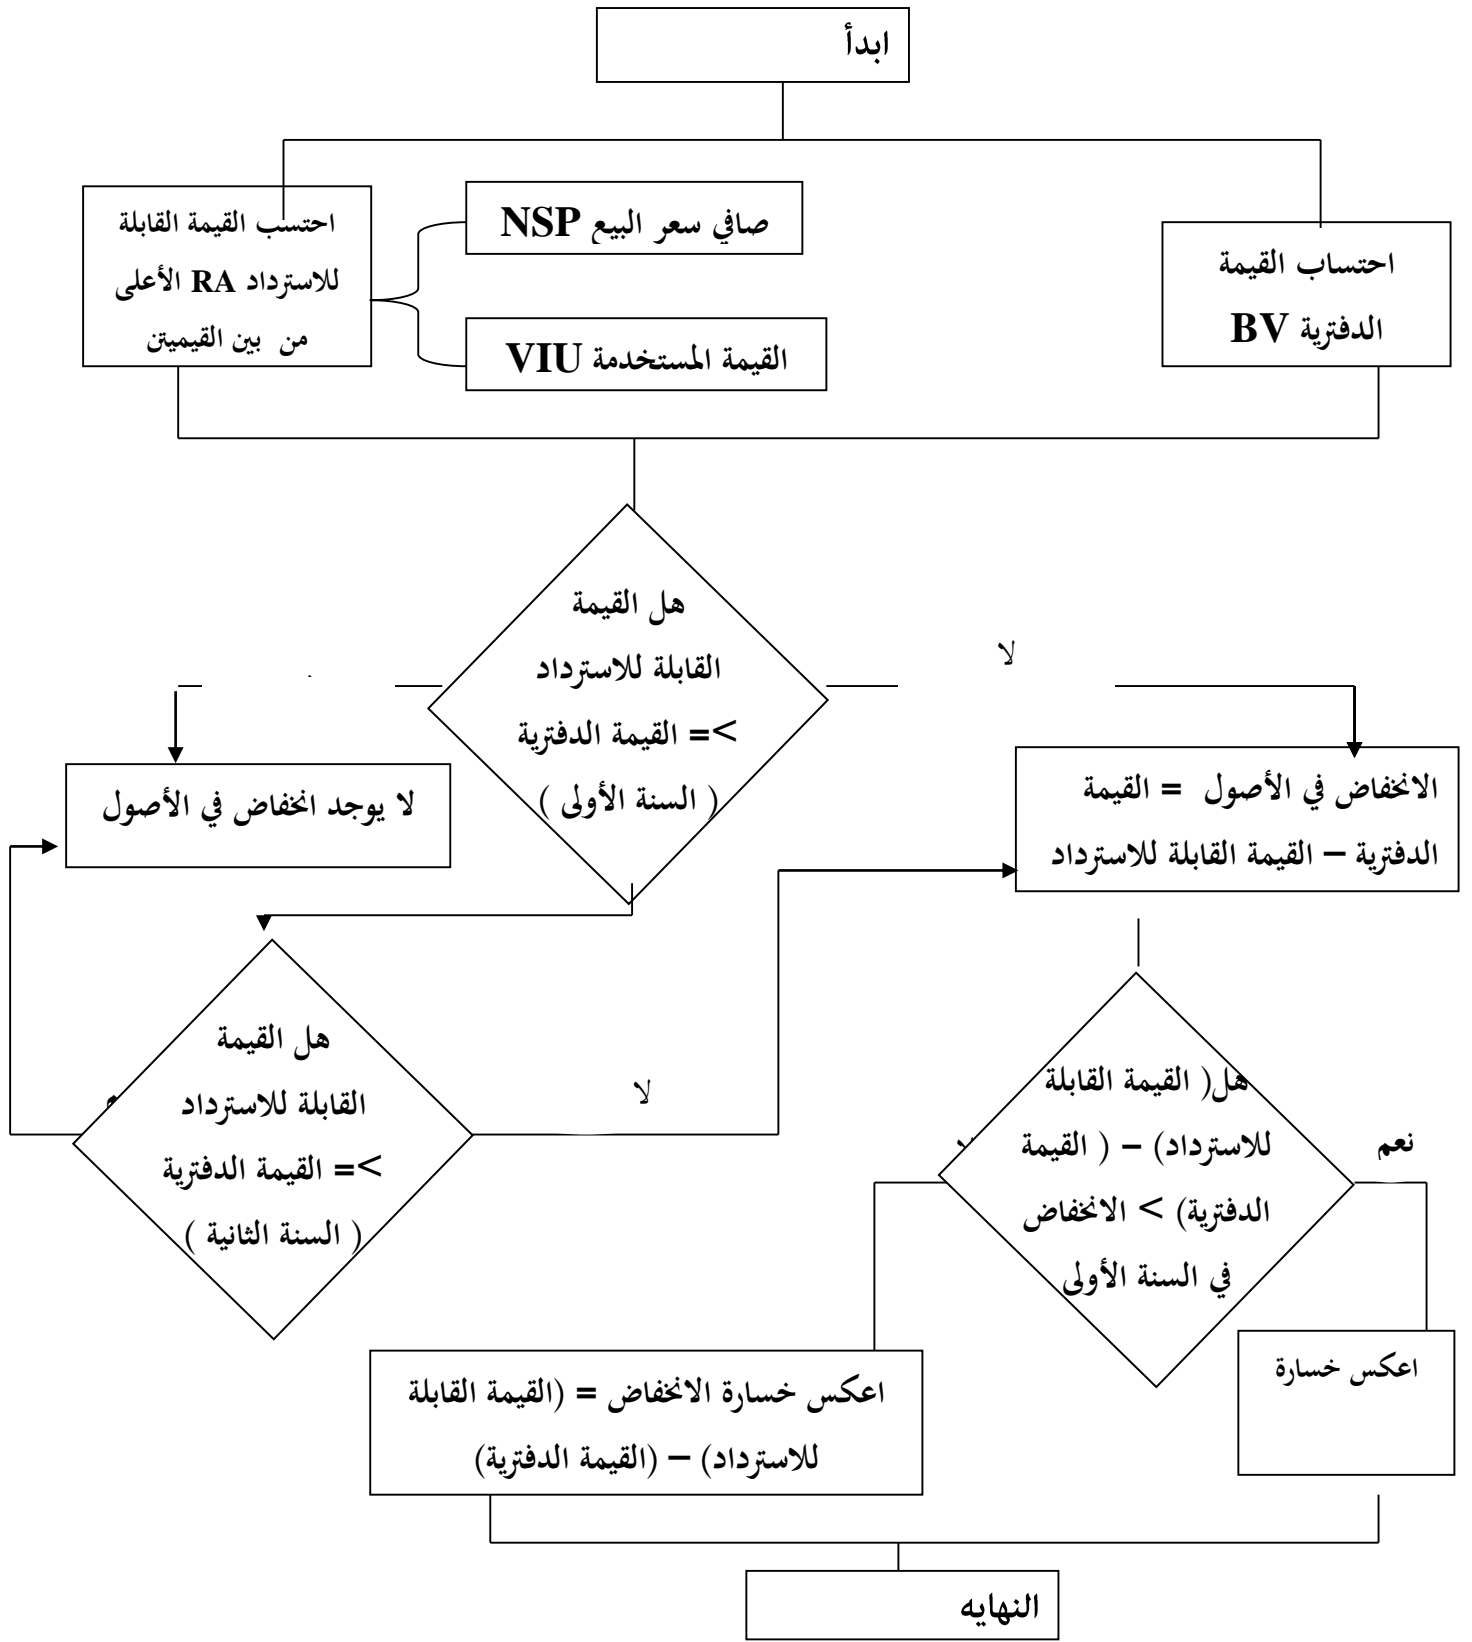 ابدأ
احتسب القيمة القابلة
للاسترداد RA الأعلى
من بين القيميتن
صافي سعر البيع NSP
القيمة المستخدمة VIU
احتساب القيمة
الدفترية BV
هل القيمة
القابلة للاسترداد
>= القيمة الدفترية
( السنة الأولى )
لا
لا يوجد انخفاض في الأصول
الانخفاض في الأصول = القيمة
الدفترية – القيمة القابلة للاسترداد
هل القيمة
القابلة للاسترداد
>= القيمة الدفترية
( السنة الثانية )
لا
هل( القيمة القابلة
للاسترداد) – ( القيمة
الدفترية) > الانخفاض
في السنة الأولى
نعم
اعكس خسارة
اعكس خسارة الانخفاض = (القيمة القابلة
للاسترداد) – (القيمة الدفترية)
النهايه